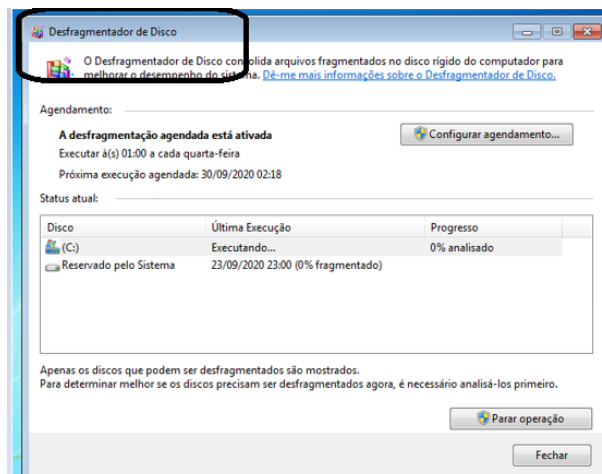 Desfragmentador de Disco
O Desfragmentador de Disco consolida arquivos fragmentados no disco rígido do computador para
melhorar o desempenho do sistema. Dê-me mais informações sobre o Desfragmentador de Disco.
Agendamento:
A desfragmentação agendada está ativada
Configurar agendamento...
Executar à(s) 01:00 a cada quarta-feira
Próxima execução agendada: 30/09/2020 02:18
Status atual:
Disco Última Execução Progresso
(C:) Executando... 0% analisado
Reservado pelo Sistema 23/09/2020 23:00 (0% fragmentado)
Apenas os discos que podem ser desfragmentados são mostrados.
Para determinar melhor se os discos precisam ser desfragmentados agora, é necessário analisá-los primeiro.
Parar operação
Fechar